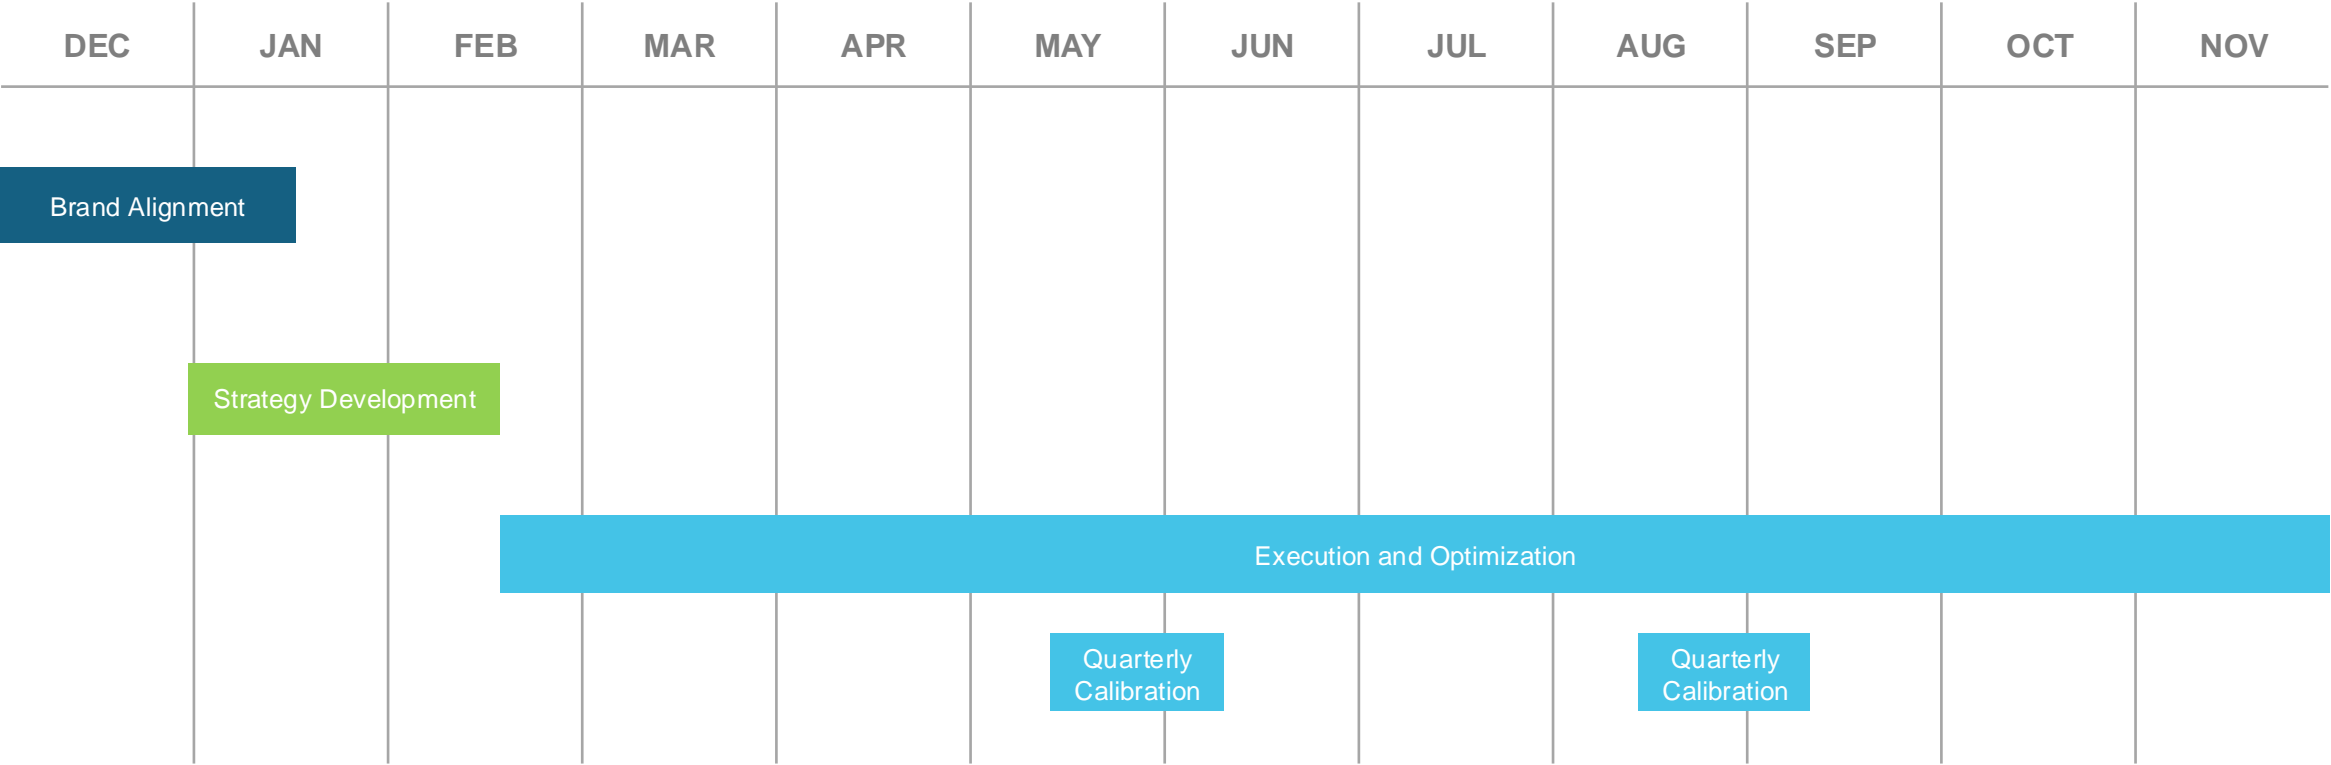 DEC JAN FEB MAR APR MAY JUN JUL AUG SEP OCT NOV
Brand Alignment
Strategy Development
Execution and Optimization
Quarterly
Calibration
Quarterly
Calibration